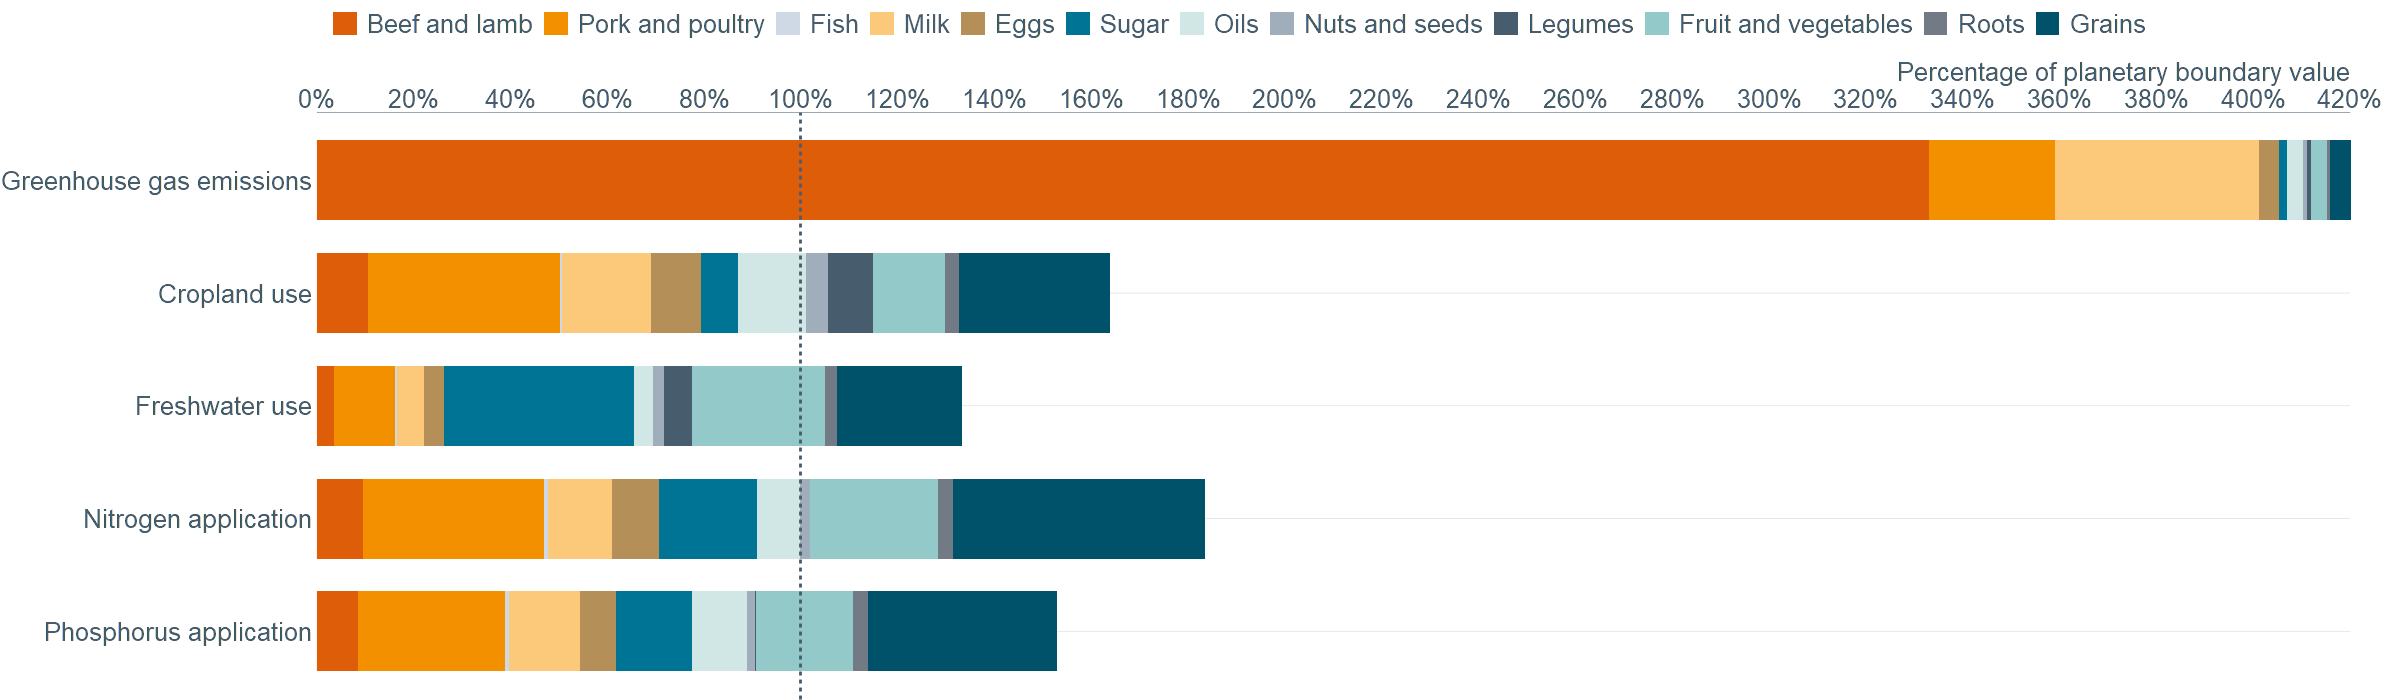 Beef and lamb Pork and poultry Fish Milk Eggs Sugar Oils Nuts and seeds Legumes Fruit and vegetables Roots Grains
Percentage of planetary boundary value
0% 20% 40% 60% 80% 100% 120% 140% 160% 180% 200% 220% 240% 260% 280% 300% 320% 340% 360% 380% 400% 420%
Greenhouse gas emissions
Cropland use
Freshwater use
Nitrogen application
Phosphorus application